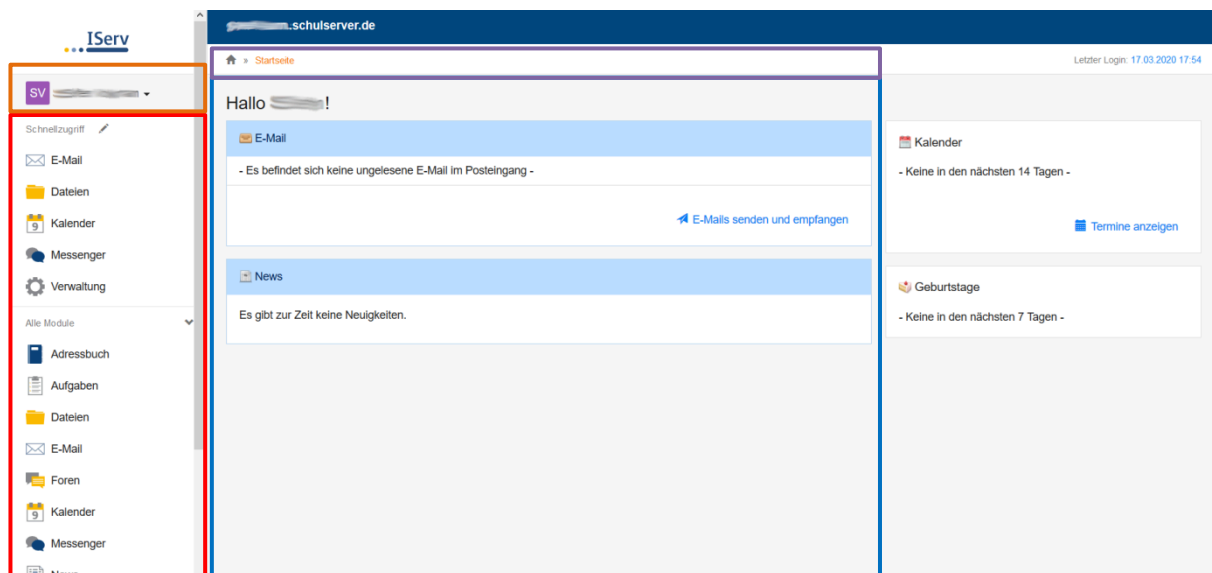 IServ
.schulserver.de
» Startseite
Letzter Login: 17.03.2020 17:54
SV
Schnellzugriff
E-Mail
Dateien
Kalender
9
Messenger
Verwaltung
Alle Module
Adressbuch
Aufgaben
Dateien
E-Mail
Foren
Kalender
9
Messenger
News
Hallo !
E-Mail
- Es befindet sich keine ungelesene E-Mail im Posteingang -
E-Mails senden und empfangen
News
Es gibt zur Zeit keine Neuigkeiten.
Kalender
- Keine in den nächsten 14 Tagen -
Termine anzeigen
Geburtstage
- Keine in den nächsten 7 Tagen -